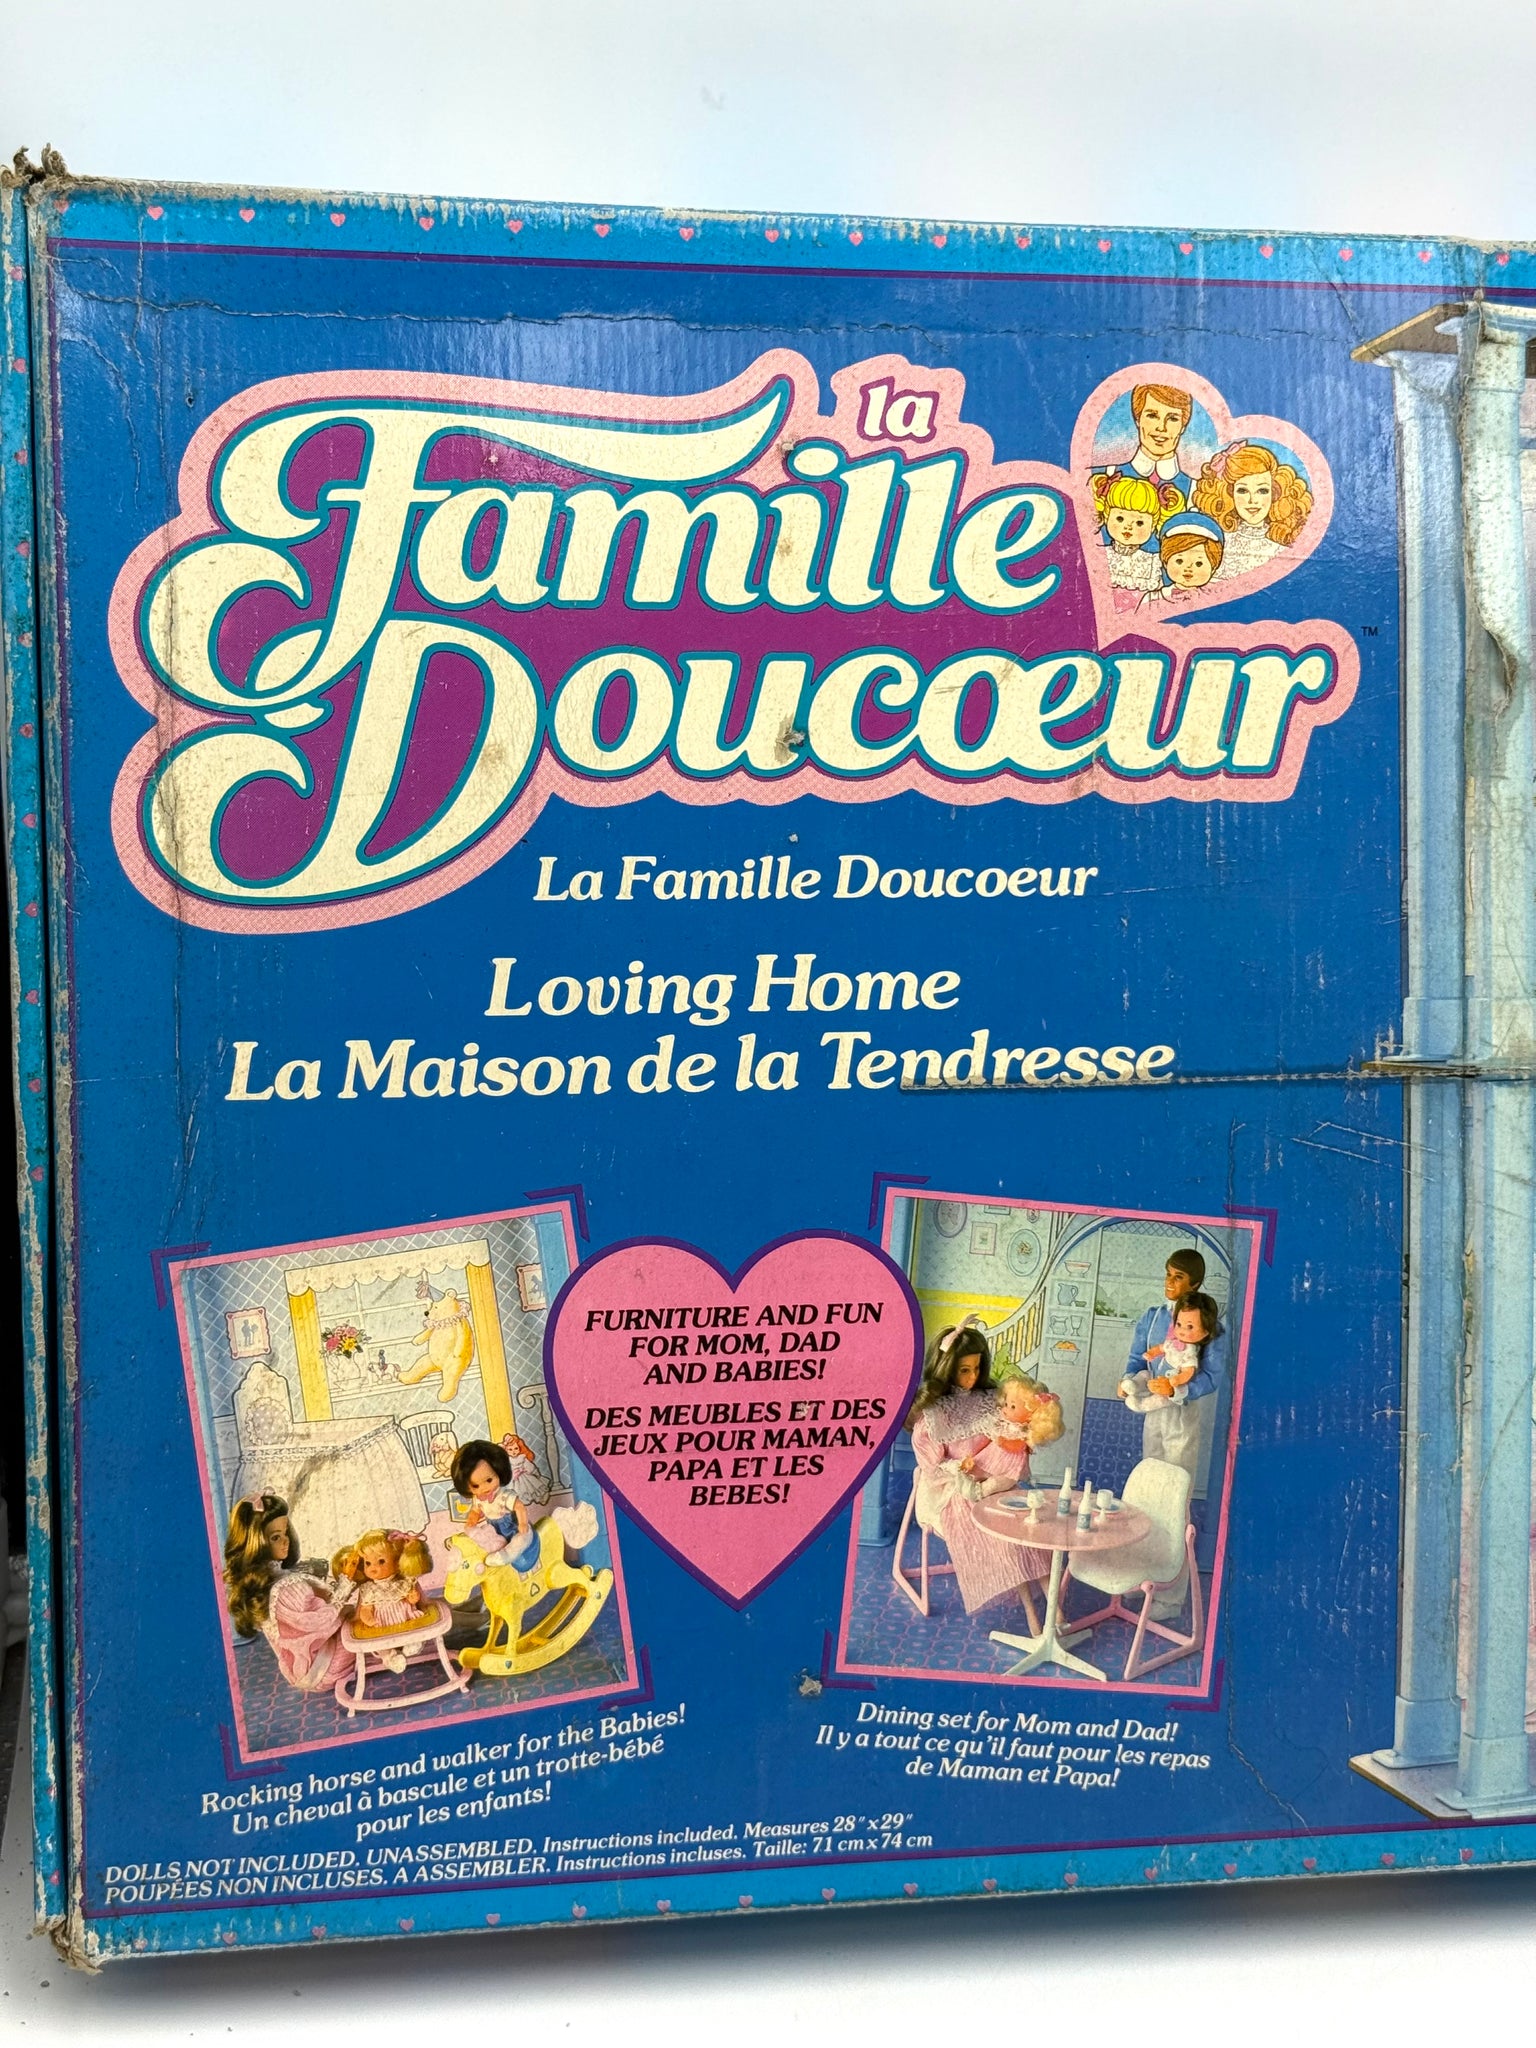 la
Famille
Doucœur
TM
La Famille Doucoeur
Loving Home
La Maison de la Tendresse
FURNITURE AND FUN
FOR MOM, DAD
AND BABIES!
DES MEUBLES ET DES
JEUX POUR MAMAN,
PAPA ET LES
BEBES!
Rocking horse and walker for the Babies!
Un cheval à bascule et un trotte-bébé
pour les enfants!
Dining set for Mom and Dad!
Il y a tout ce qu'il faut pour les repas
de Maman et Papa!
DOLLS NOT INCLUDED. UNASSEMBLED. Instructions included. Measures 28" x 29"
POUPÉES NON INCLUSES. A ASSEMBLER. Instructions incluses. Taille: 71 cm x 74 cm